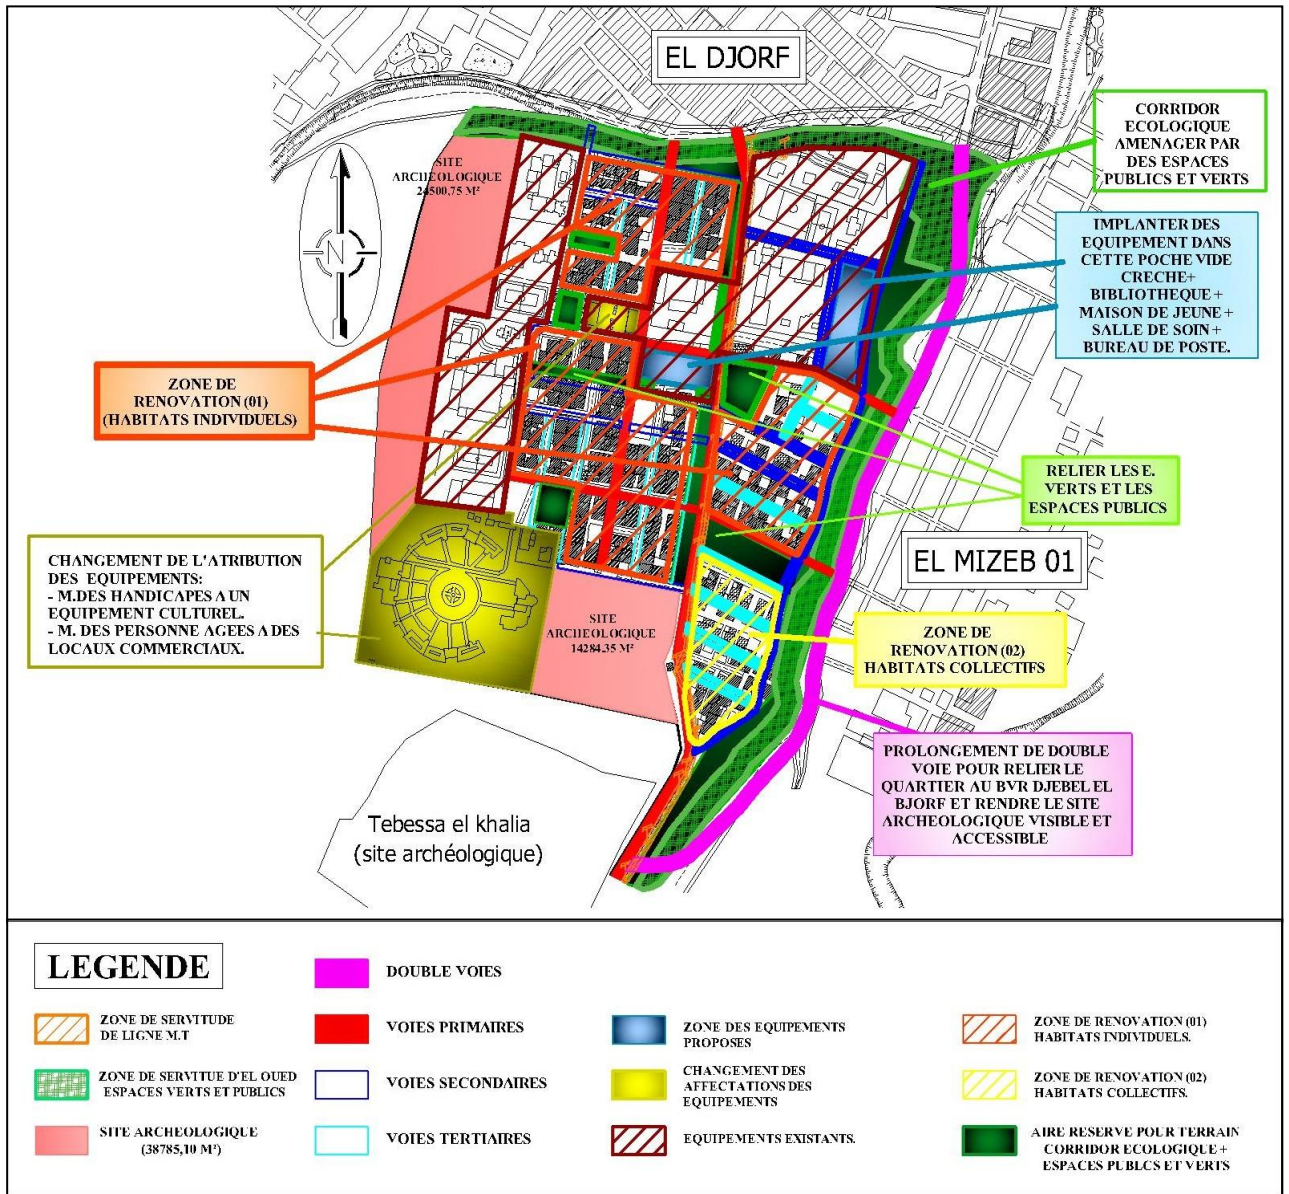 EL DJORF
CORRIDOR
ECOLOGIQUE
AMENAGER PAR
DES ESPACES
PUBLICS ET VERTS
SITE
ARCHEOLOGIQUE
24500,75 M²
N
IMPLANTER DES
EQUIPEMENT DANS
CETTE POCHE VIDE
CRECHE+
BIBLIOTHEQUE +
MAISON DE JEUNE +
SALLE DE SOIN +
BUREAU DE POSTE.
ZONE DE
RENOVATION (01)
(HABITATS INDIVIDUELS)
RELIER LES E.
VERTS ET LES
ESPACES PUBLICS
CHANGEMENT DE L'ATRIBUTION
DES EQUIPEMENTS:
- M.DES HANDICAPES A UN
EQUIPEMENT CULTUREL.
- M. DES PERSONNE AGEES A DES
LOCAUX COMMERCIAUX.
EL MIZEB 01
SITE
ARCHEOLOGIQUE
14284.35 M²
ZONE DE
RENOVATION (02)
HABITATS COLLECTIFS
PROLONGEMENT DE DOUBLE
VOIE POUR RELIER LE
QUARTIER AU BVR DJEBEL EL
BJORF ET RENDRE LE SITE
ARCHEOLOGIQUE VISIBLE ET
ACCESSIBLE
Tebessa el khalia
(site archéologique)
LEGENDE
ZONE DE SERVITUDE
DE LIGNE M.T
ZONE DE SERVITUE D'EL OUED
ESPACES VERTS ET PUBLICS
SITE ARCHEOLOGIQUE
(38785,10 M²)
DOUBLE VOIES
VOIES PRIMAIRES
VOIES SECONDAIRES
VOIES TERTIAIRES
ZONE DES EQUIPEMENTS
PROPOSES
CHANGEMENT DES
AFFECTATIONS DES
EQUIPEMENTS
EQUIPEMENTS EXISTANTS.
ZONE DE RENOVATION (01)
HABITATS INDIVIDUELS.
ZONE DE RENOVATION (02)
HABITATS COLLECTIFS.
AIRE RESERVE POUR TERRAIN
CORRIDOR ECOLOGIQUE +
ESPACES PUBLCS ET VERTS